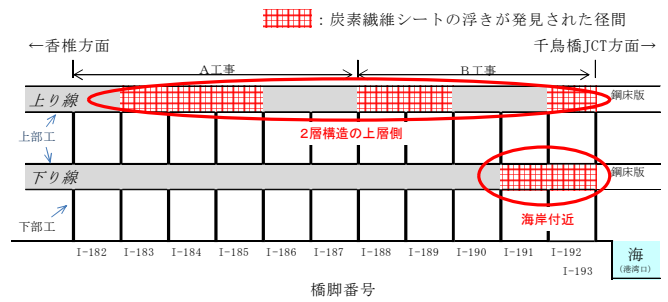 ：炭素繊維シートの浮きが発見された径間
←香椎方面
千鳥橋JCT方面→
A工事
B工事
上り線
鋼床版
2層構造の上層側
上部工
下り線
鋼床版
海岸付近
下部工
I-182 I-183 I-184 I-185 I-186 I-187 I-188 I-189 I-190 I-191 I-192
I-193
海
(港湾口)
橋脚番号